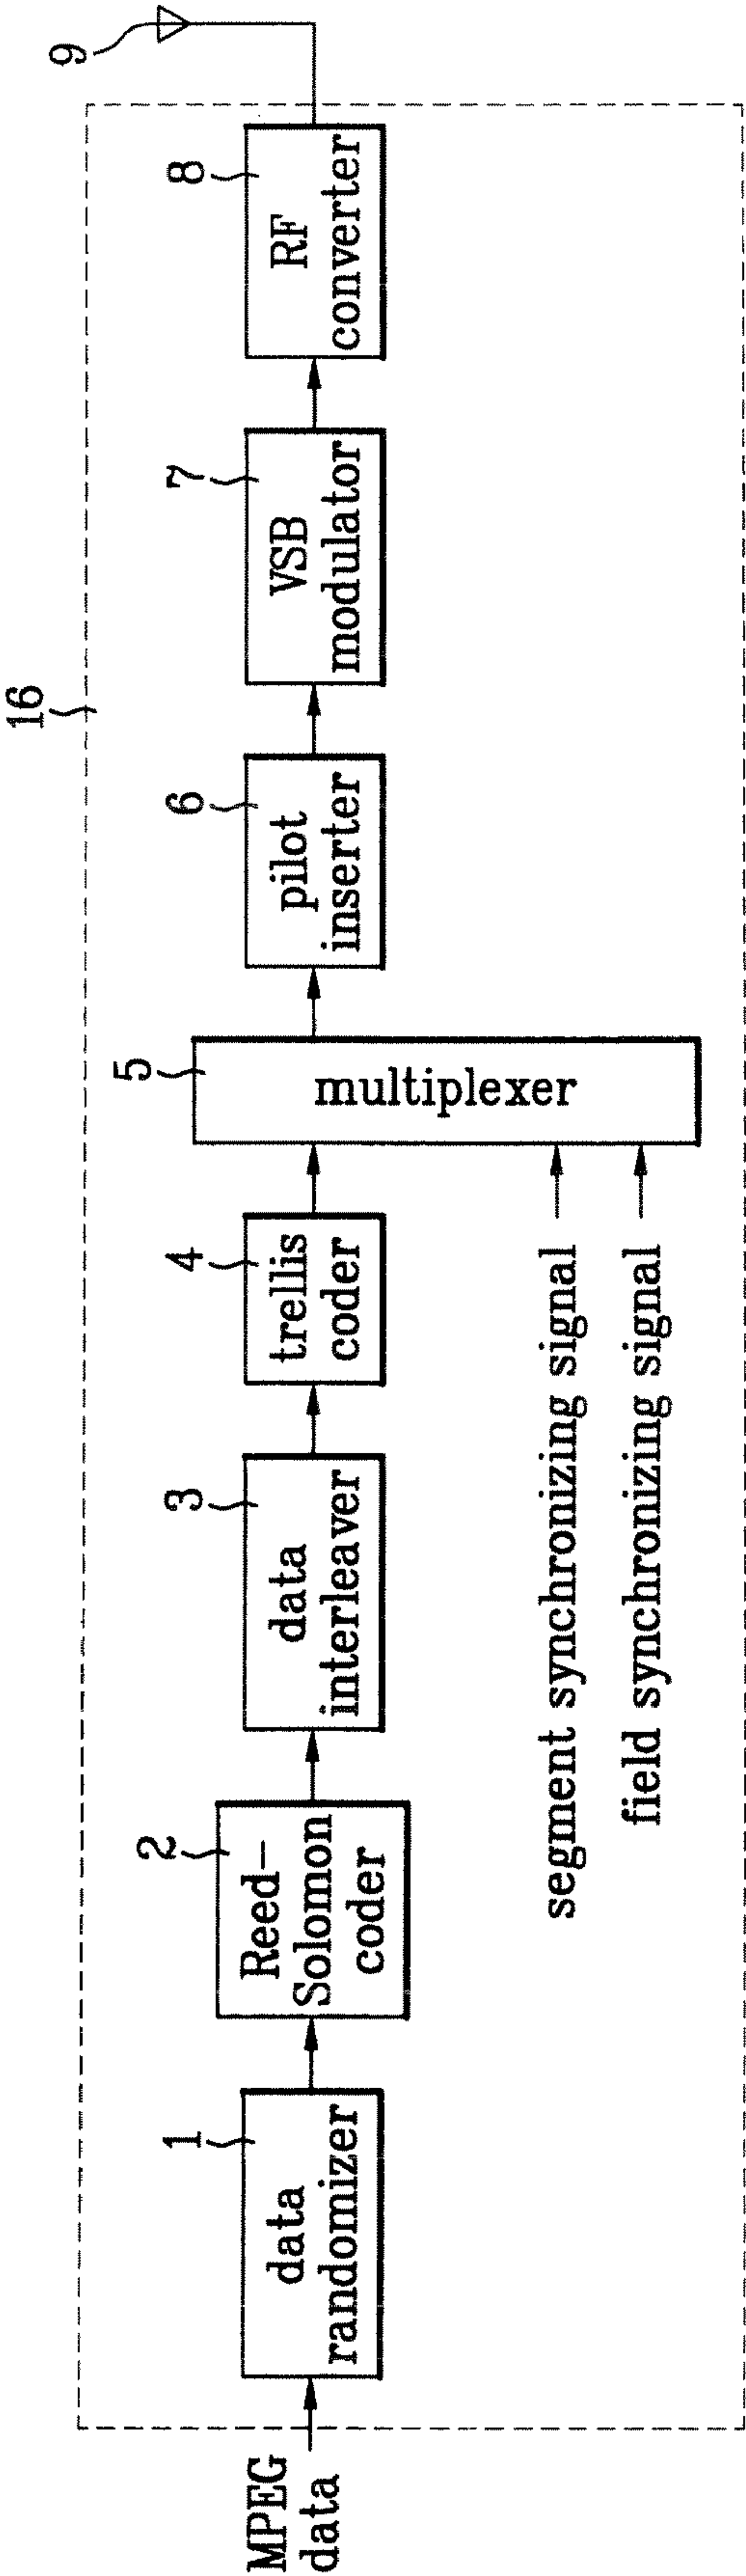 16
MPEG
data
1
data
randomizer
2
Reed-
Solomon
coder
3
data
interleaver
4
trellis
coder
5
multiplexer
6
pilot
inserter
7
VSB
modulator
8
RF
converter
9
segment synchronizing signal
field synchronizing signal